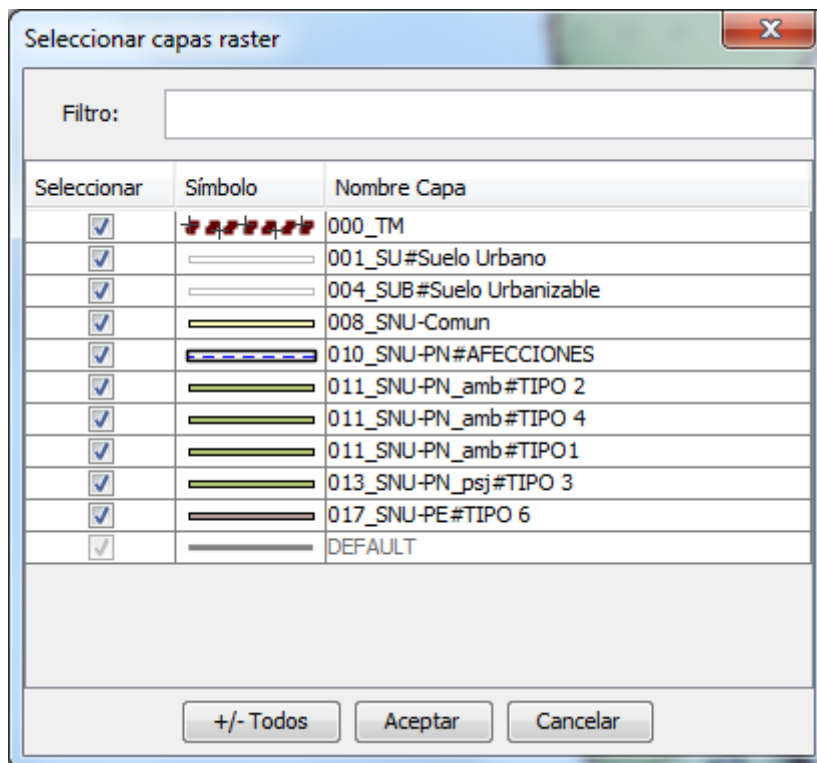 Seleccionar capas raster
Filtro:
Seleccionar Símbolo Nombre Capa
000_TM
001_SU#Suelo Urbano
004_SUB#Suelo Urbanizable
008_SNU-Comun
010_SNU-PN#AFECCIONES
011_SNU-PN_amb#TIPO 2
011_SNU-PN_amb#TIPO 4
011_SNU-PN_amb#TIPO1
013_SNU-PN_psj#TIPO 3
017_SNU-PE#TIPO 6
DEFAULT
+/- Todos Aceptar Cancelar